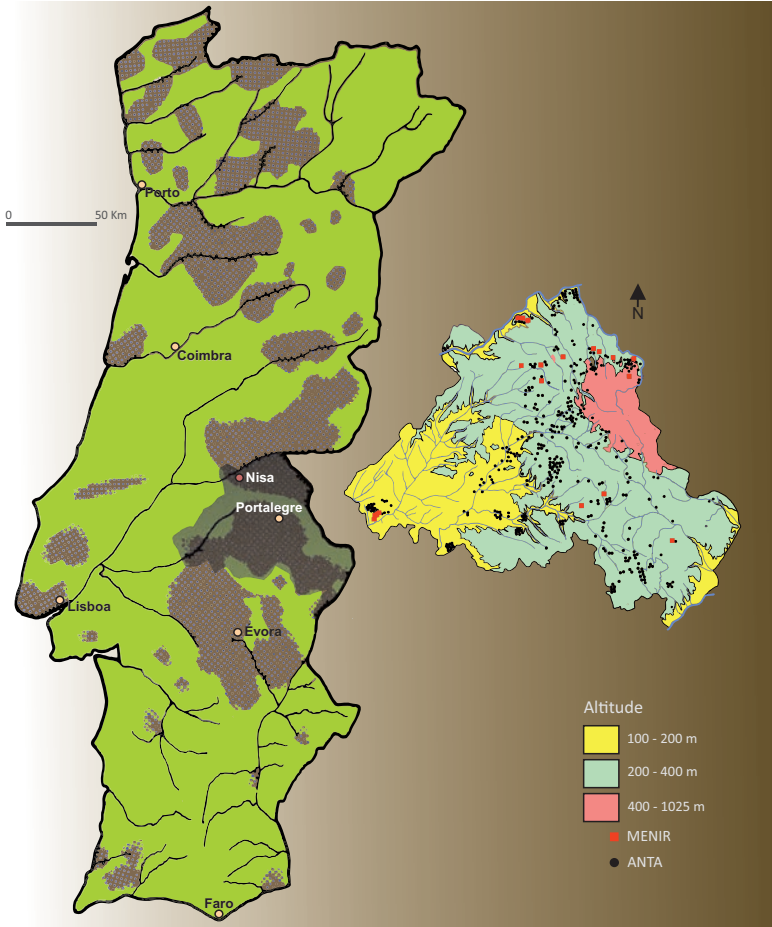 Porto
0 50 Km
N
Coimbra
Nisa
Portalegre
Lisboa
Évora
Faro
Altitude
100 - 200 m
200 - 400 m
400 - 1025 m
MENIR
ANTA